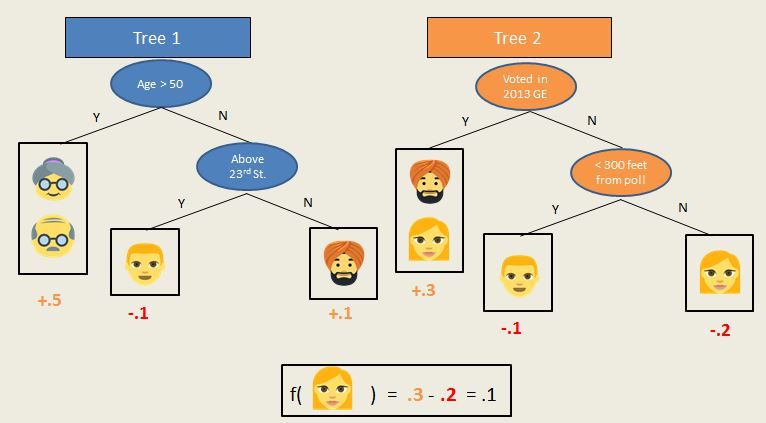 Tree 1
Age > 50
Y
N
Above
23rd St.
Y
N
+.5
-.1
+.1
Tree 2
Voted in
2013 GE
Y
N
< 300 feet
from poll
Y
N
+.3
-.1
-.2
f( ) = .3 - .2 = .1